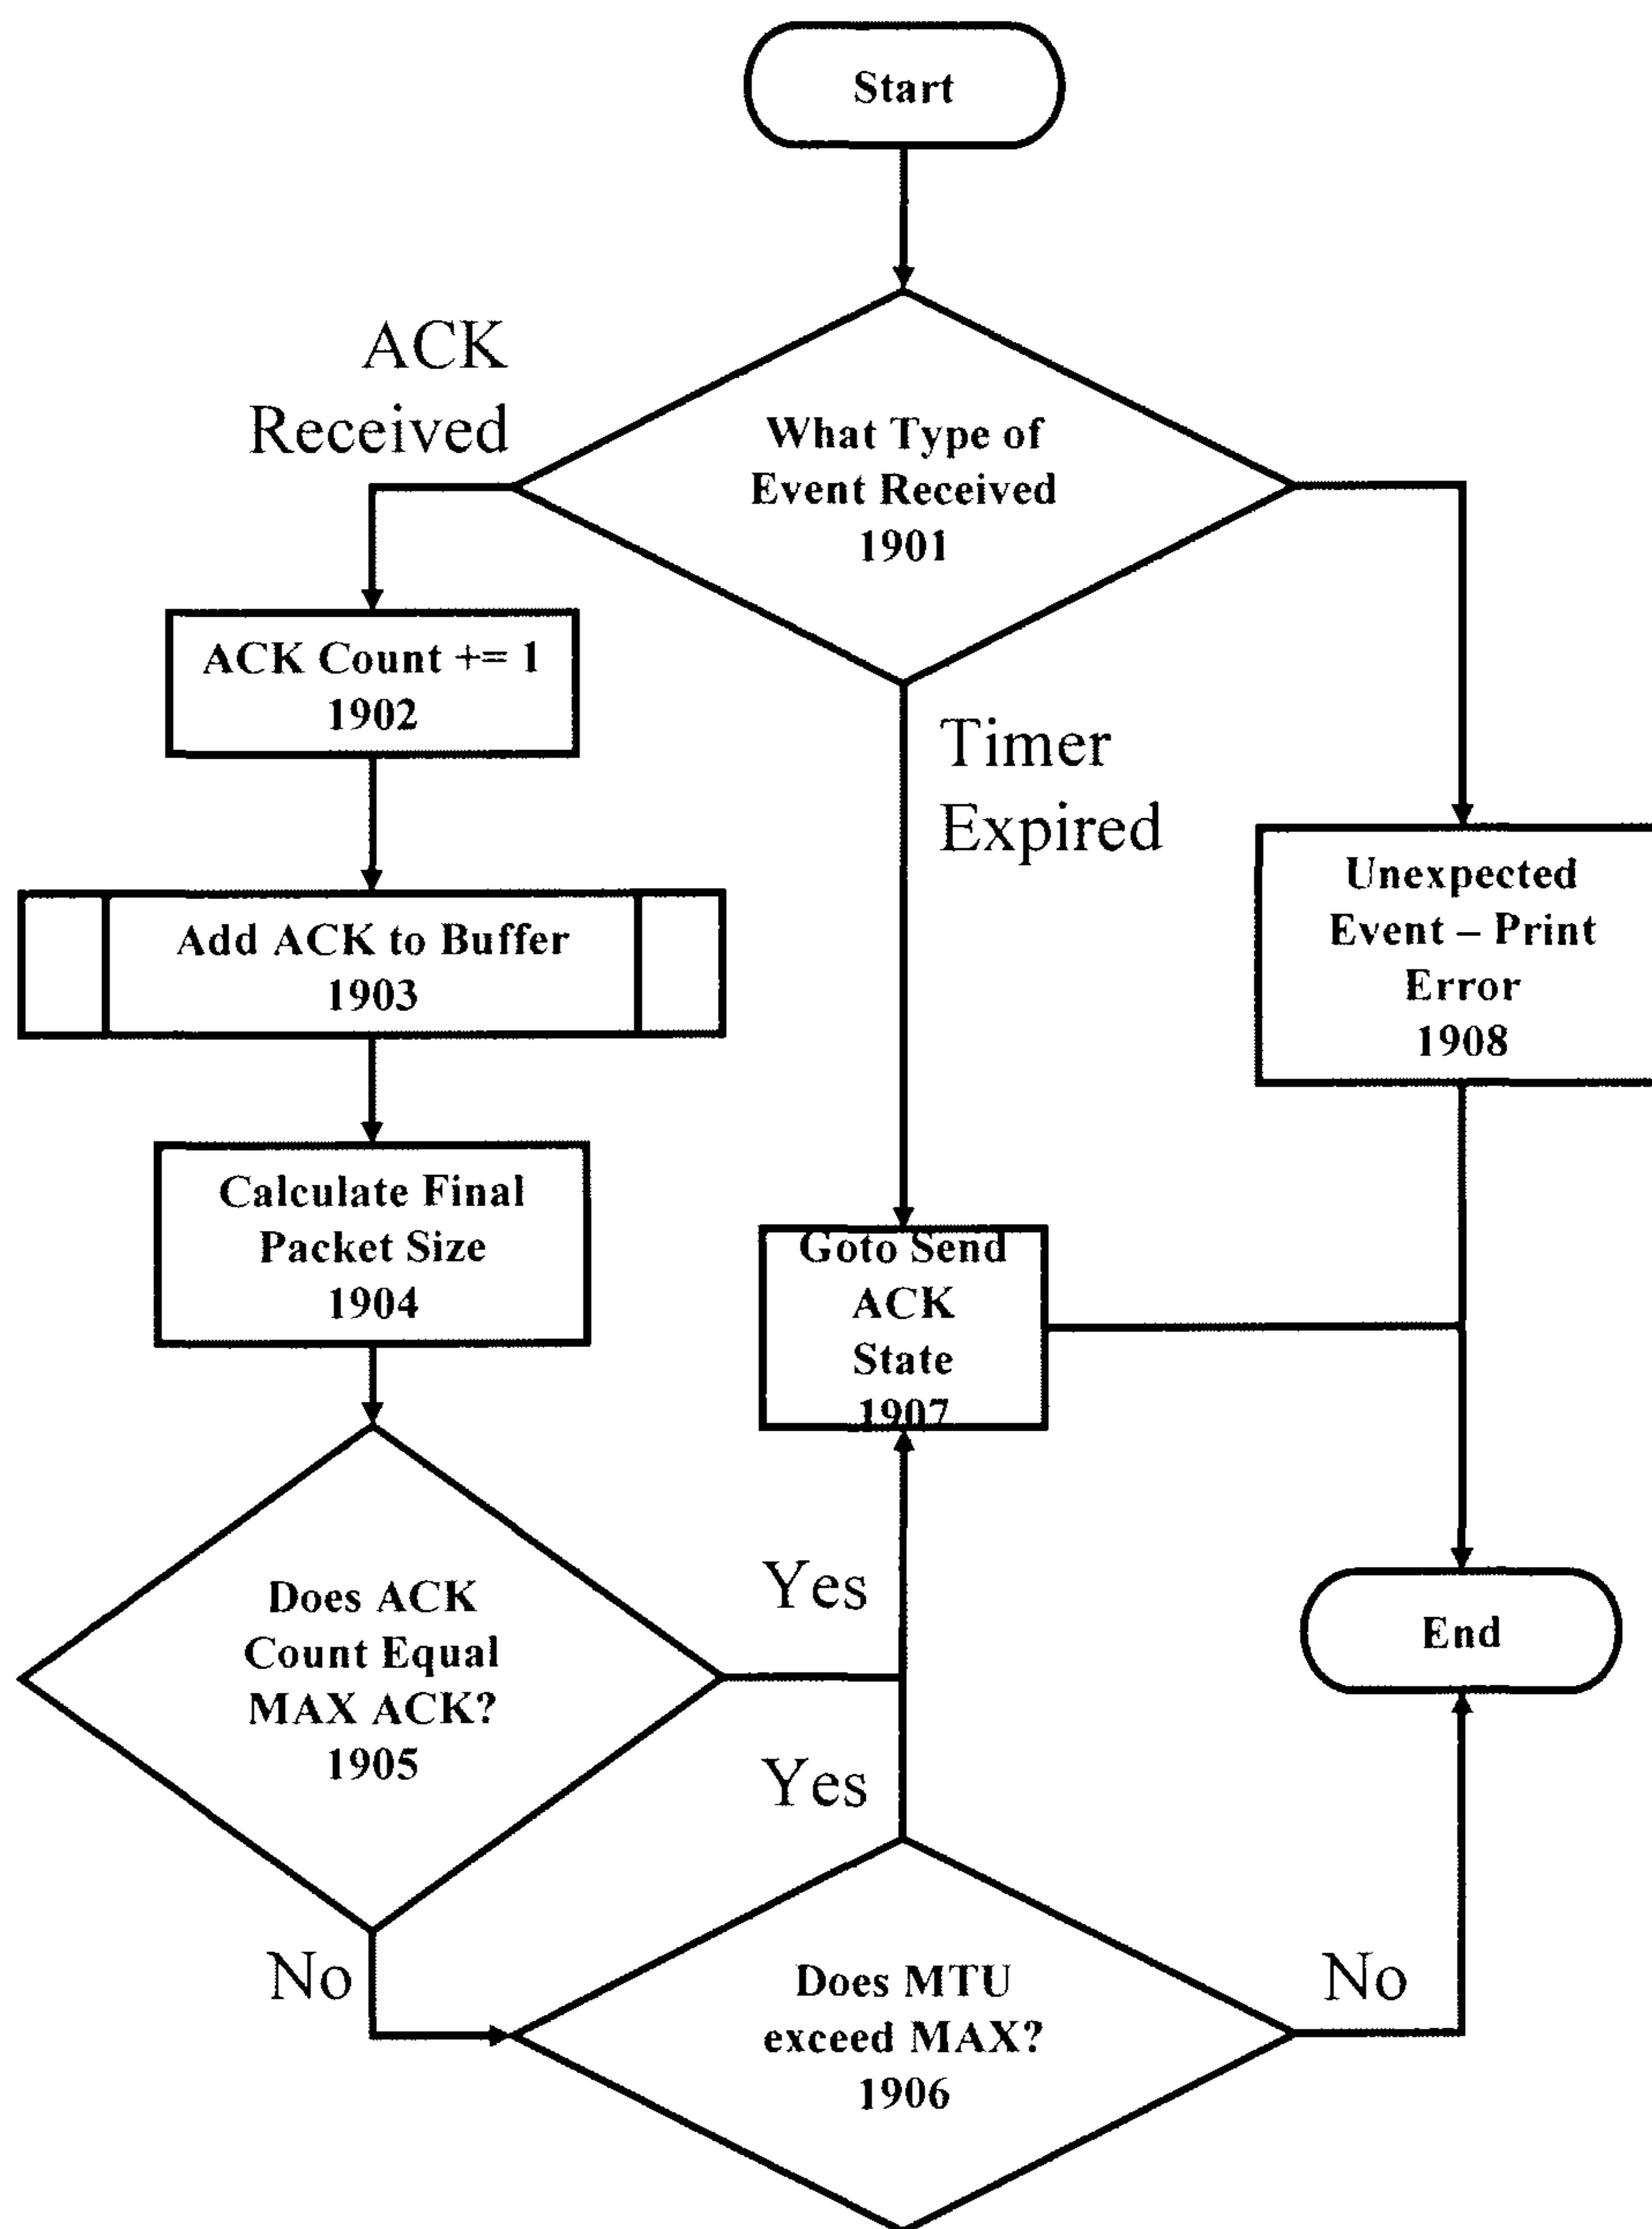 Start
ACK
Received
What Type of
Event Received
1901
ACK Count += 1
1902
Timer
Expired
Add ACK to Buffer
1903
Unexpected
Event – Print
Error
1908
Calculate Final
Packet Size
1904
Goto Send
ACK
State
1907
Does ACK
Count Equal
MAX ACK?
1905
Yes
End
Yes
No
Does MTU
exceed MAX?
1906
No